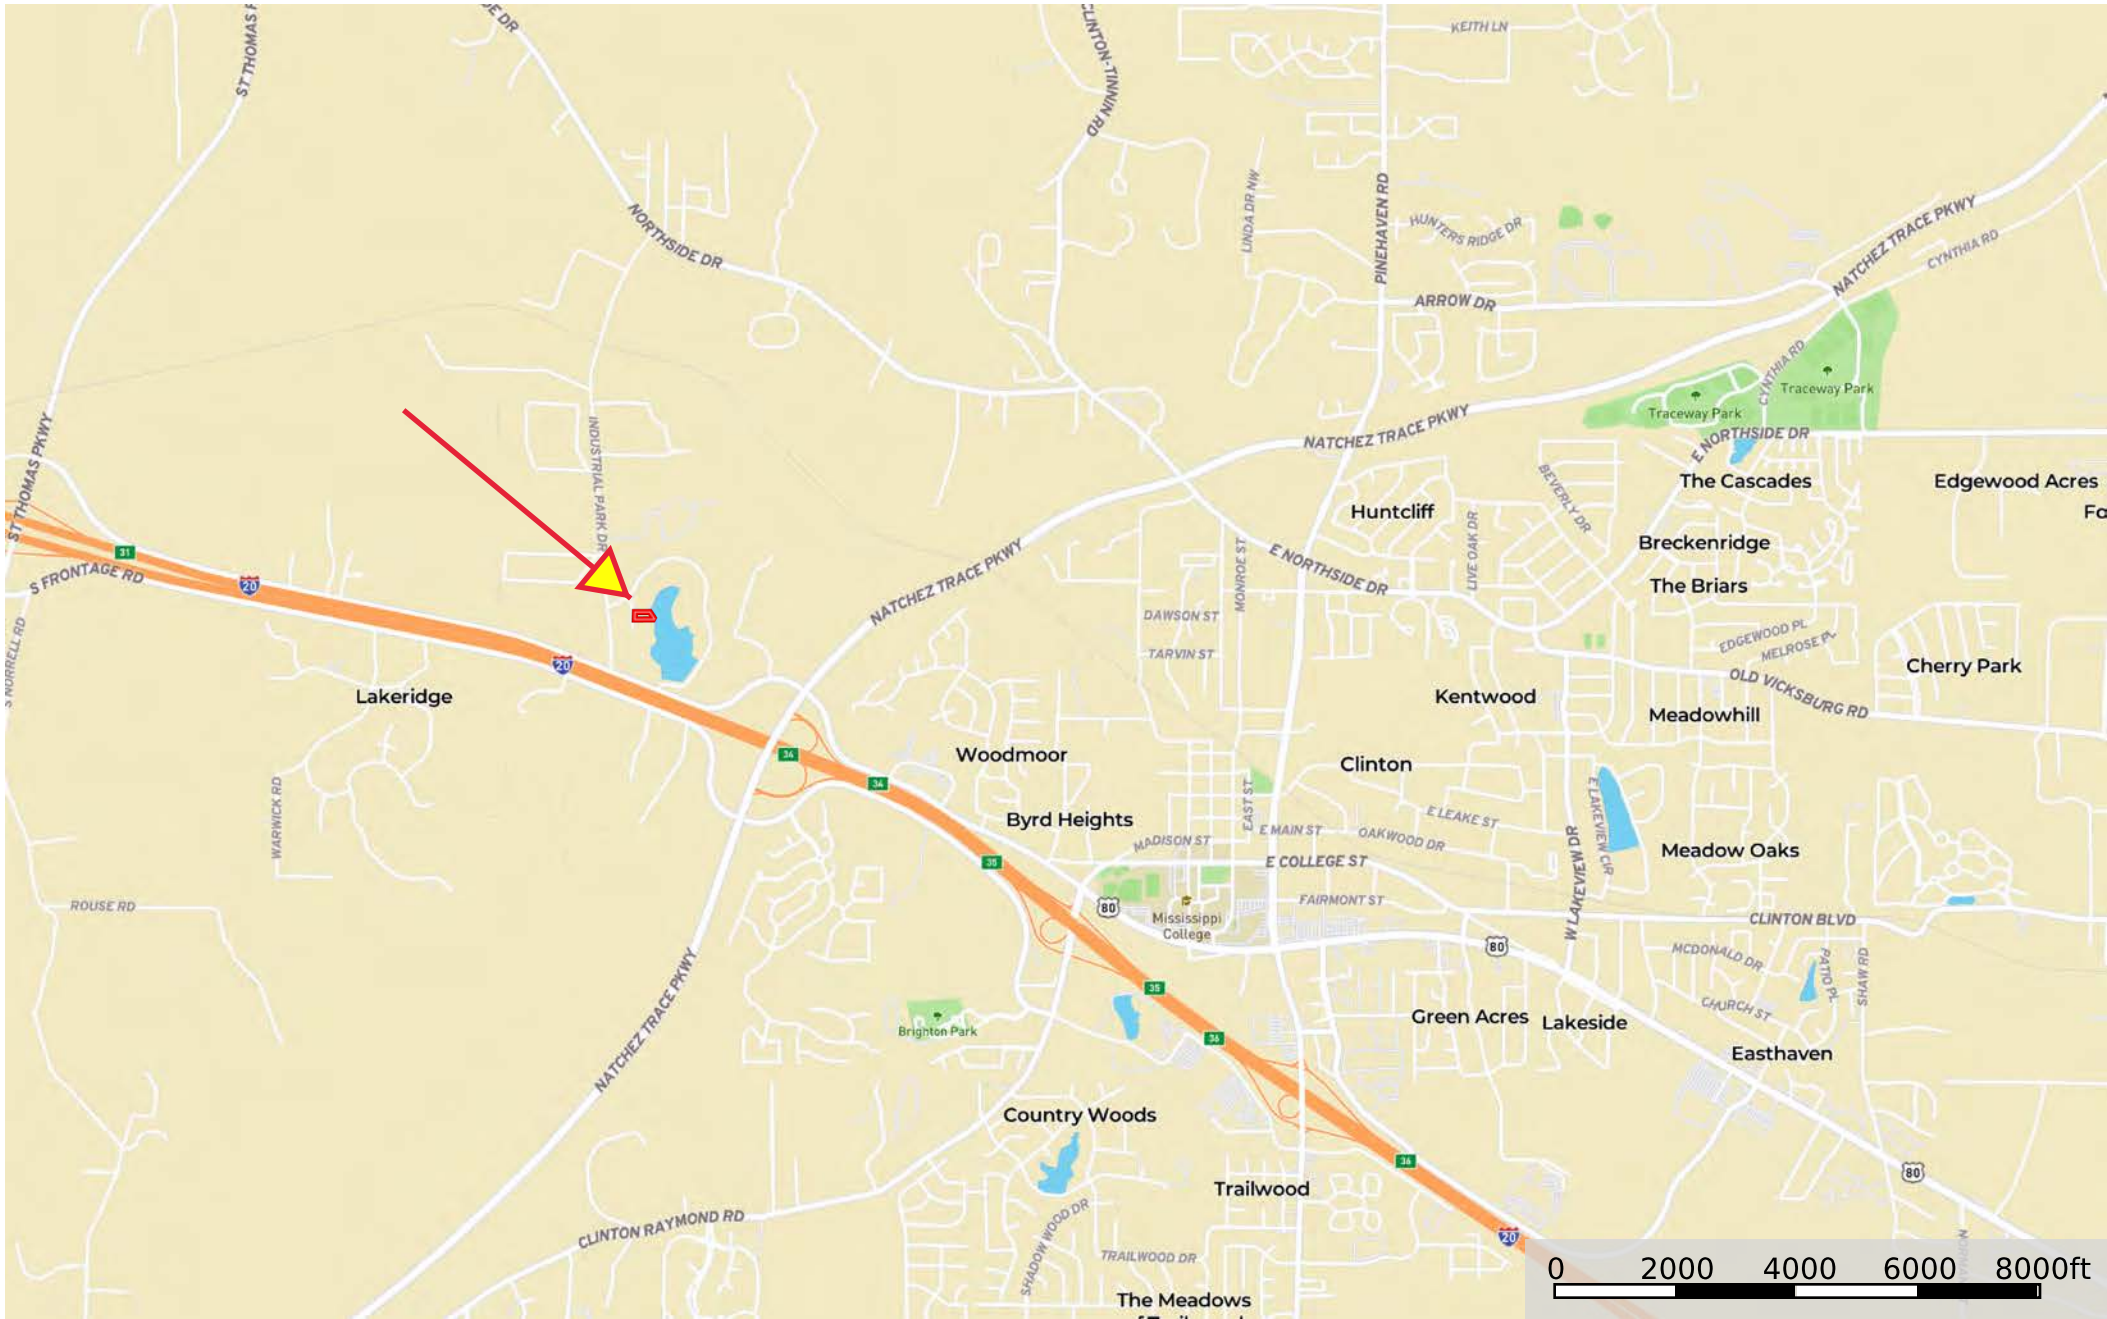 ST THOMAS P
DE DR
CLINTON-TINNIN RD
KEITH LN
NORTHSIDE DR
LINDA DR NW
PINEHAVEN RD
HUNTERS RIDGE DR
NATCHEZ TRACE PKWY
CYNTHIA RD
ARROW DR
CYNTHIA RD
Traceway Park
Traceway Park
NATCHEZ TRACE PKWY
E NORTHSIDE DR
ST THOMAS PKWY
INDUSTRIAL PARK DR
BEVERLY DR
The Cascades
Edgewood Acres
Fo
Huntcliff
LIVE OAK DR
Breckenridge
The Briars
31
20
S FRONTAGE RD
NATCHEZ TRACE PKWY
MONROE ST
E NORTHSIDE DR
DAWSON ST
TARVIN ST
EDGEWOOD PL
MELROSE PL
Cherry Park
S NORRELL RD
20
Lakeridge
Kentwood
OLD VICKSBURG RD
Meadowhill
34
34
Woodmoor
Clinton
WARWICK RD
Byrd Heights
EAST ST
E LEAKE ST
E LAKEVIEW CIR
MADISON ST
E MAIN ST
OAKWOOD DR
W LAKEVIEW DR
Meadow Oaks
35
E COLLEGE ST
ROUSE RD
80
Mississippi
College
FAIRMONT ST
CLINTON BLVD
80
MCDONALD DR
PATIO PL
SHAW RD
NATCHEZ TRACE PKWY
35
CHURCH ST
Brighton Park
36
Green Acres
Lakeside
Easthaven
Country Woods
36
80
Trailwood
CLINTON RAYMOND RD
SHADOW WOOD DR
TRAILWOOD DR
20
The Meadows
0 2000 4000 6000 8000ft